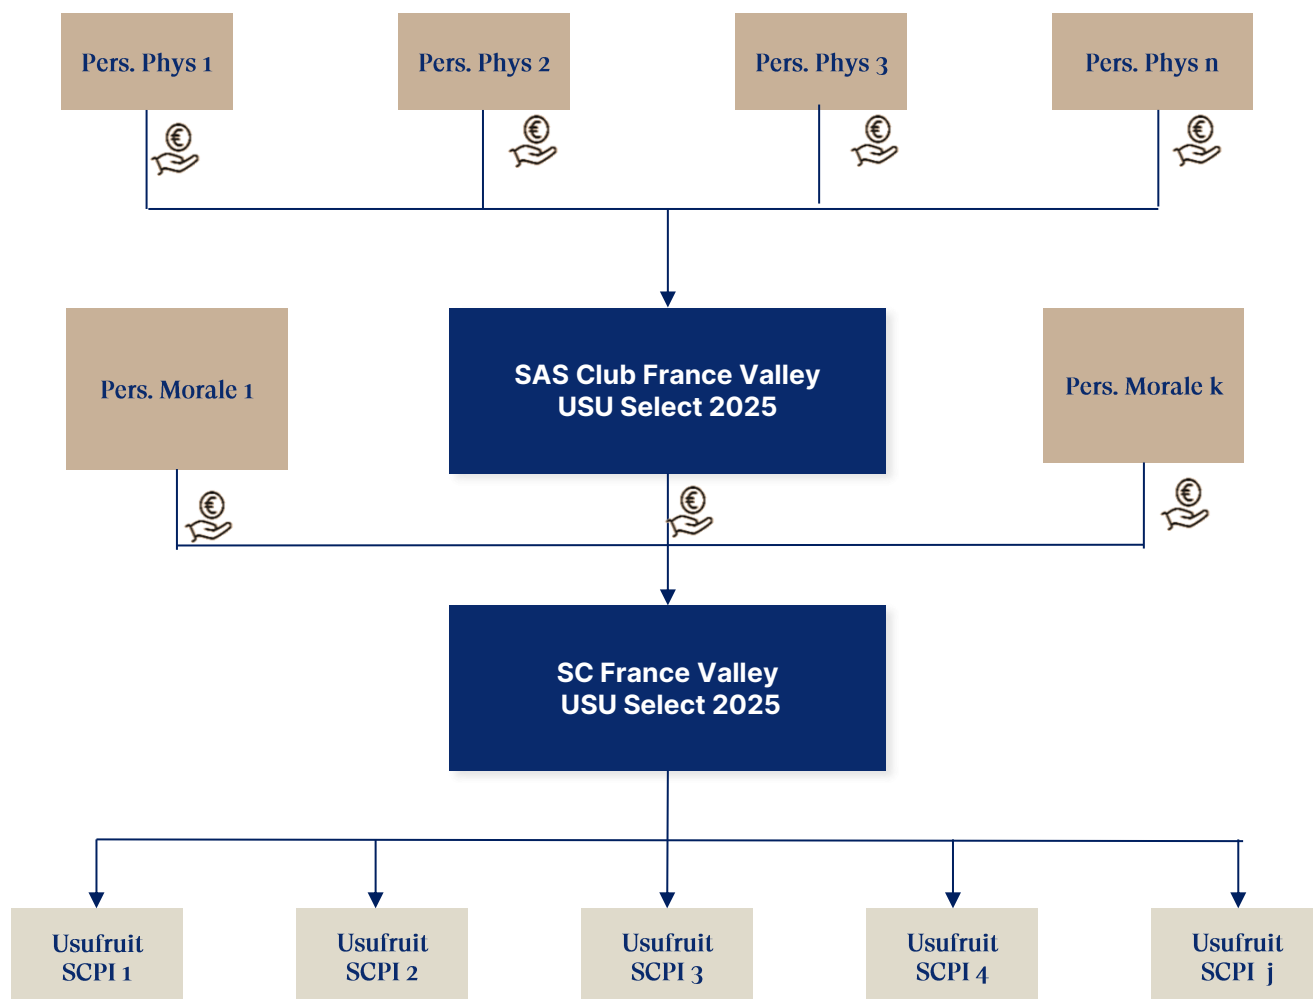 Pers. Phys 1
Pers. Phys 2
Pers. Phys 3
Pers. Phys n
€
€
€
€
Pers. Morale 1
SAS Club France Valley
USU Select 2025
Pers. Morale k
€
€
€
SC France Valley
USU Select 2025
Usufruit
SCPI 1
Usufruit
SCPI 2
Usufruit
SCPI 3
Usufruit
SCPI 4
Usufruit
SCPI j